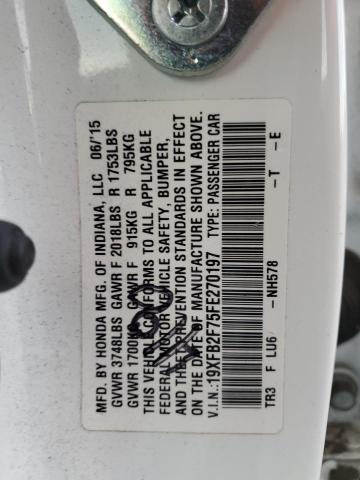 MFD. BY HONDA MFG. OF INDIANA, LLC 06/15
GVWR 3748LBS GAWR F 2018LBS R 1753LBS
GVWR 1700KG GAWR F 915KG R 795KG
THIS VEHICLE CONFORMS TO ALL APPLICABLE
FEDERAL MOTOR VEHICLE SAFETY, BUMPER,
AND THEFT PREVENTION STANDARDS IN EFFECT
ON THE DATE OF MANUFACTURE SHOWN ABOVE.
V.I.N.:19XFB2F75FE270197 TYPE:PASSENGER CAR
TR3 F LU6 -NH578 -T -E